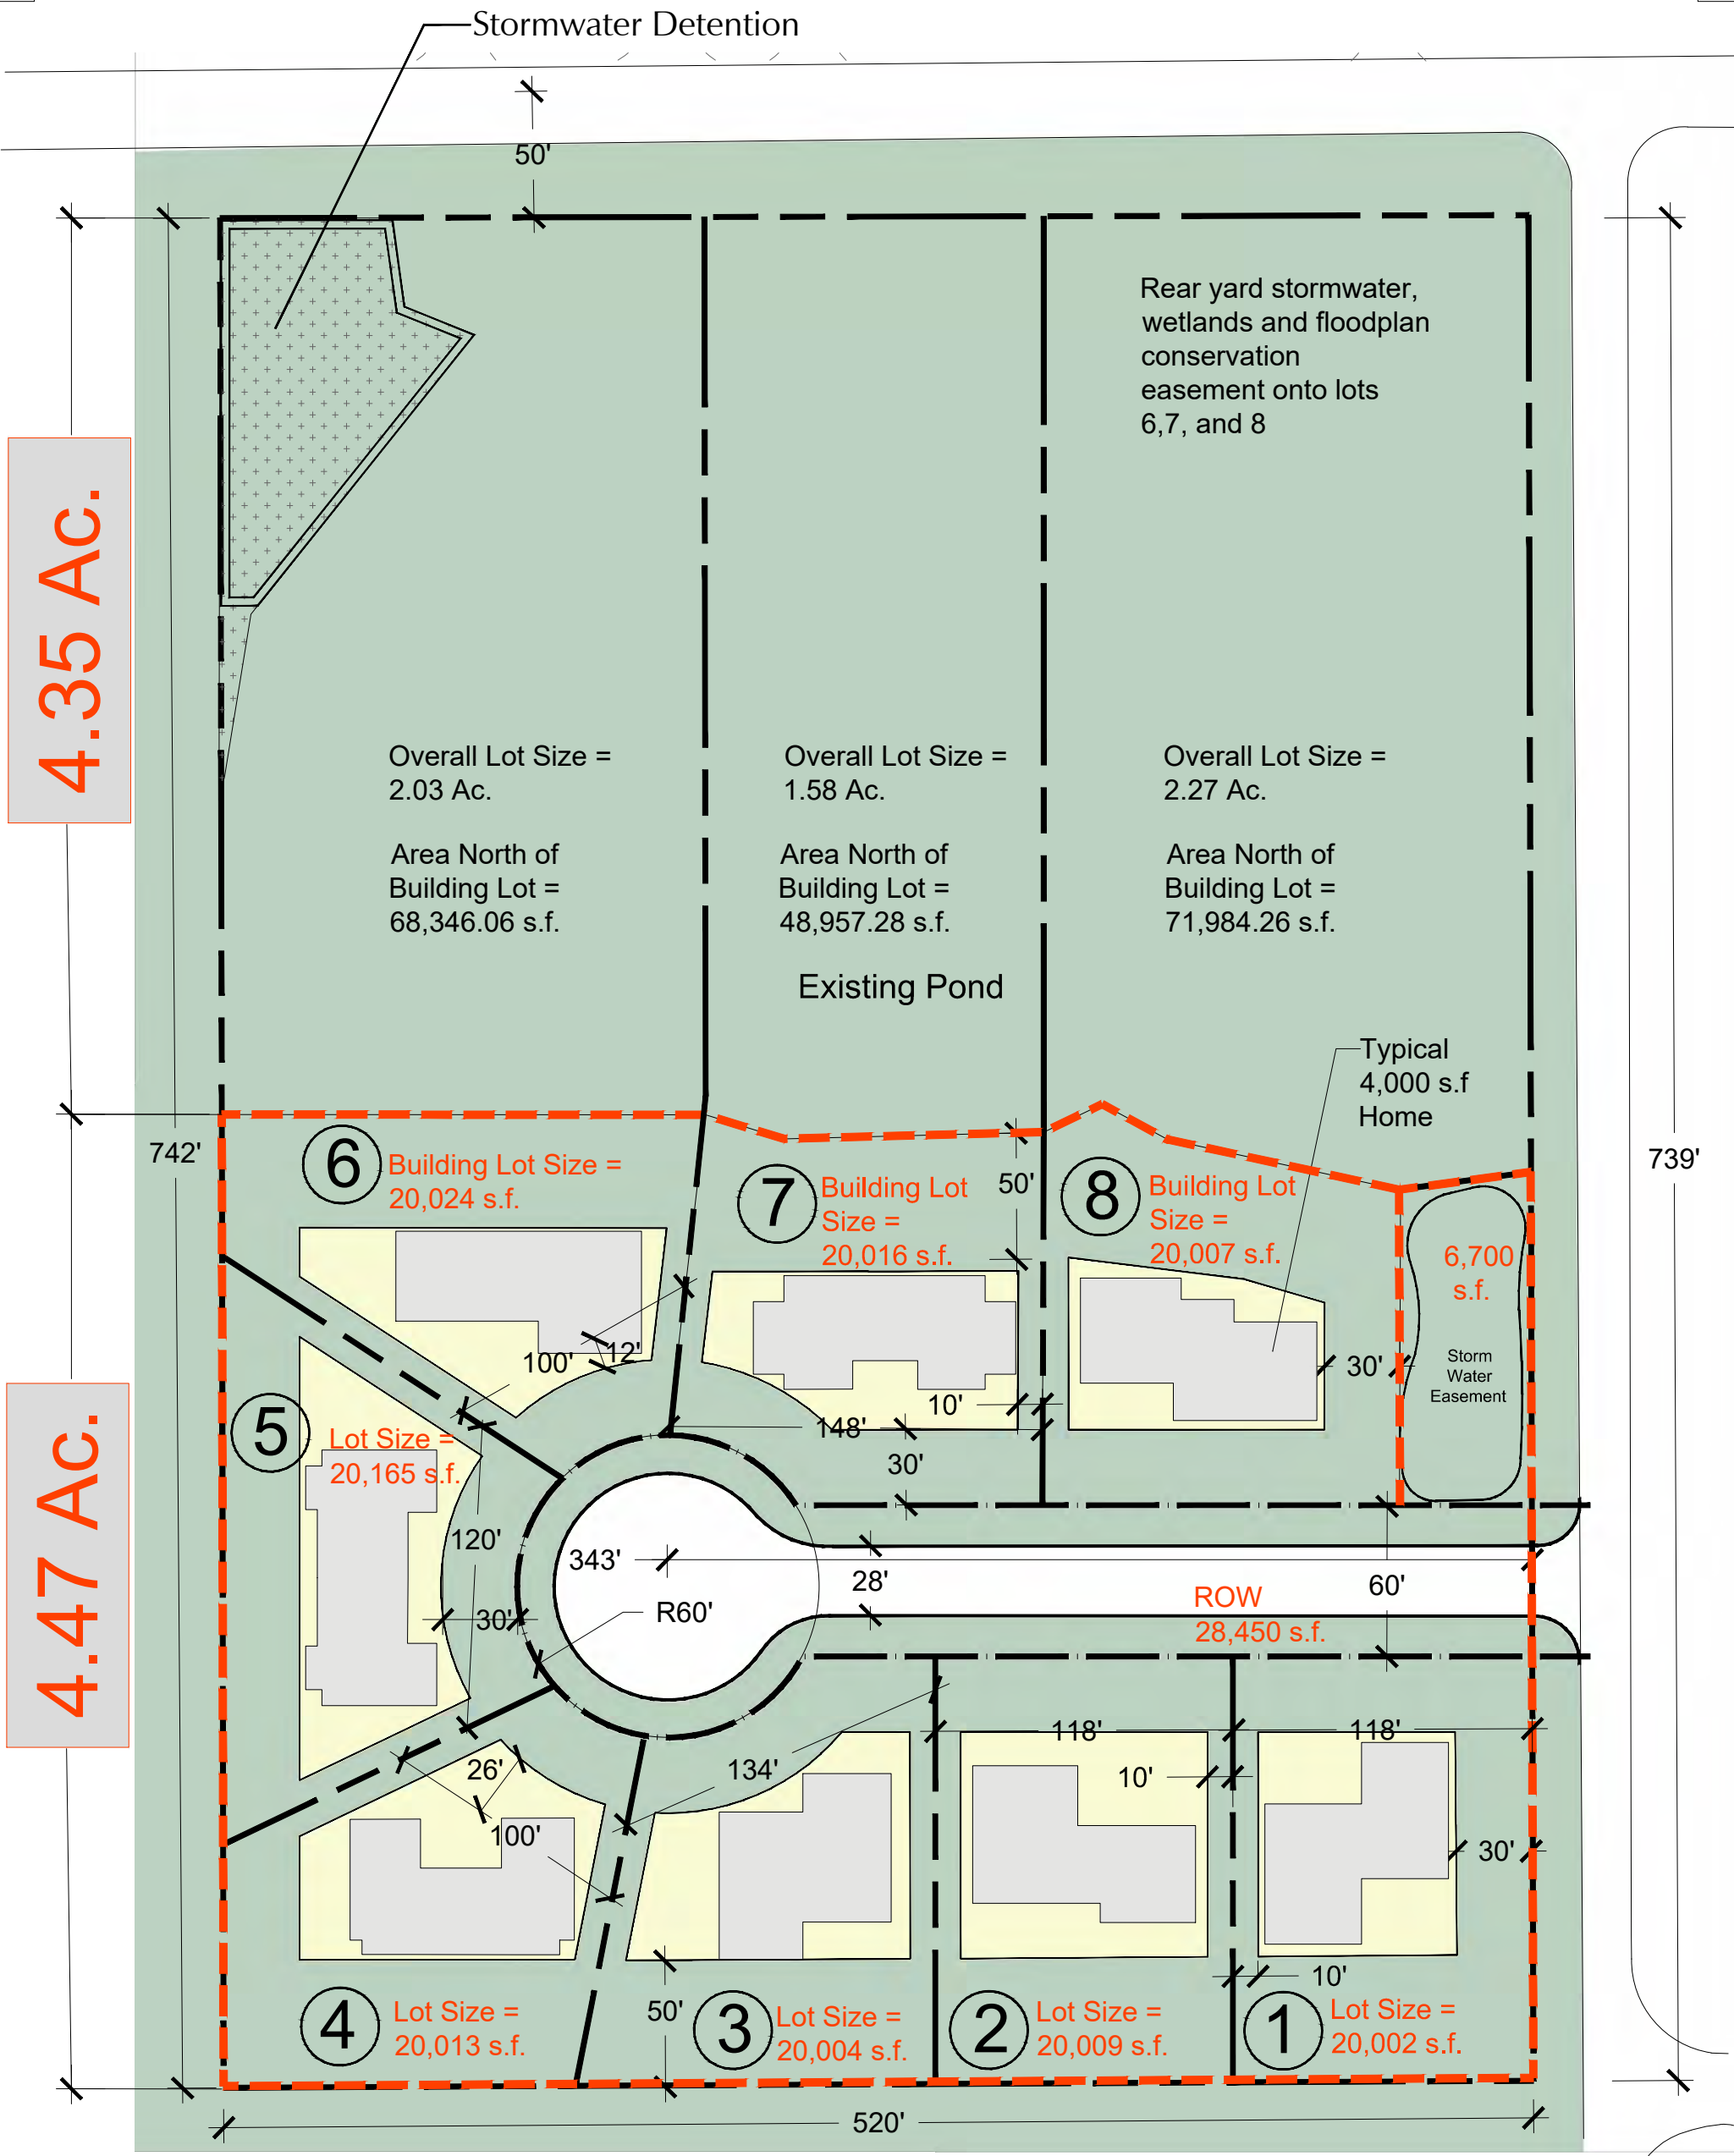 Stormwater Detention
50'
Rear yard stormwater,
wetlands and floodplan
conservation
easement onto lots
6,7, and 8
4.35 Ac.
Overall Lot Size =
2.03 Ac.
Area North of
Building Lot =
68,346.06 s.f.
Overall Lot Size =
1.58 Ac.
Area North of
Building Lot =
48,957.28 s.f.
Overall Lot Size =
2.27 Ac.
Area North of
Building Lot =
71,984.26 s.f.
Existing Pond
Typical
4,000 s.f
Home
742'
739'
6
Building Lot Size =
20,024 s.f.
7
Building Lot
Size =
20,016 s.f.
50'
8
Building Lot
Size =
20,007 s.f.
6,700
s.f.
Storm
Water
Easement
100'
12'
30'
10'
148'
30'
5
Lot Size =
20,165 s.f.
4.47 Ac.
120'
343'
28'
60'
30'
R60'
ROW
28,450 s.f.
118'
118'
134'
26'
10'
100'
30'
10'
50'
4
Lot Size =
20,013 s.f.
3
Lot Size =
20,004 s.f.
2
Lot Size =
20,009 s.f.
1
Lot Size =
20,002 s.f.
520'